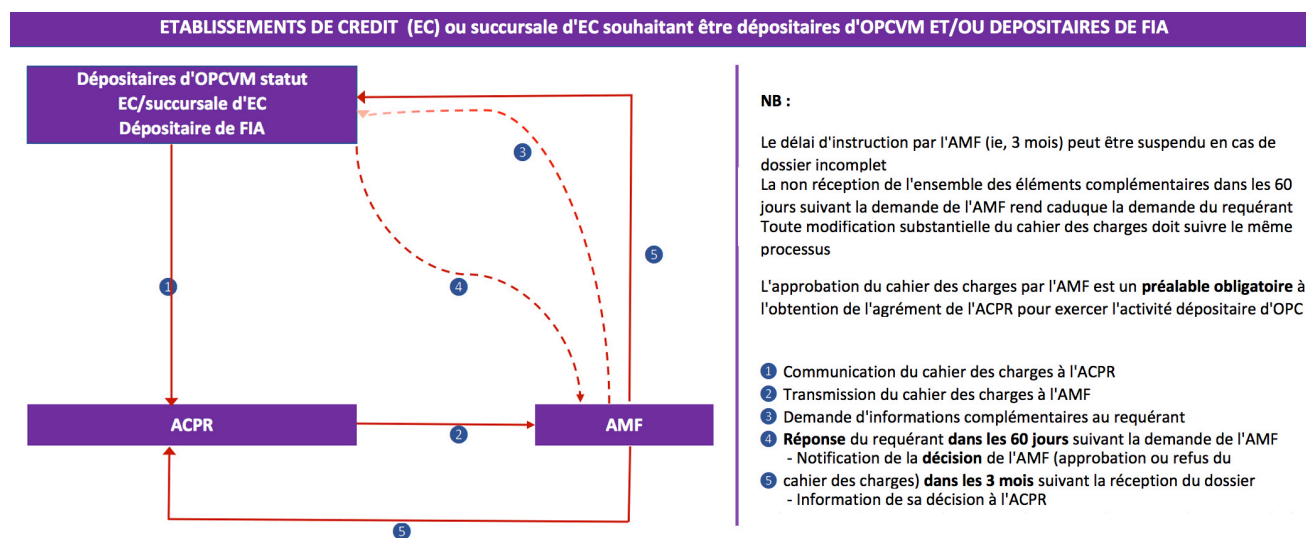 ETABLISSEMENTS DE CREDIT (EC) ou succursale d'EC souhaitant être dépositaires d'OPCVM ET/OU DEPOSITAIRES DE FIA
Dépositaires d'OPCVM statut
EC/succursale d'EC
Dépositaire de FIA
3
5
1
4
ACPR
2
AMF
5
NB :
Le délai d'instruction par l'AMF (ie, 3 mois) peut être suspendu en cas de
dossier incomplet
La non réception de l'ensemble des éléments complémentaires dans les 60
jours suivant la demande de l'AMF rend caduque la demande du requérant
Toute modification substantielle du cahier des charges doit suivre le même
processus
L'approbation du cahier des charges par l'AMF est un préalable obligatoire à
l'obtention de l'agrément de l'ACPR pour exercer l'activité dépositaire d'OPC
1 Communication du cahier des charges à l'ACPR
2 Transmission du cahier des charges à l'AMF
3 Demande d'informations complémentaires au requérant
4 Réponse du requérant dans les 60 jours suivant la demande de l'AMF
- Notification de la décision de l'AMF (approbation ou refus du
5 cahier des charges) dans les 3 mois suivant la réception du dossier
- Information de sa décision à l'ACPR